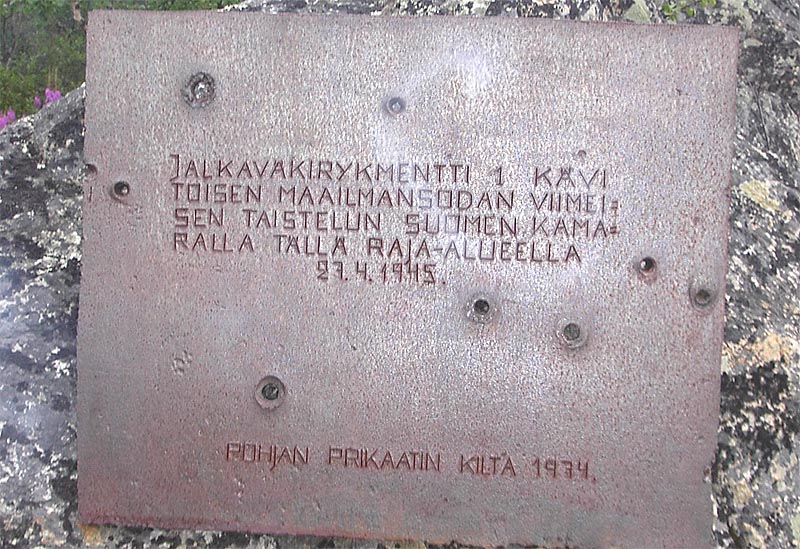 JALKAVÄKIRYKMENTTI 1 KÄVI
TOISEN MAAILMANSODAN VIIMEI=
SEN TAISTELUN SUOMEN KAMA=
RALLA TÄLLÄ RAJA-ALUEELLA
27.4.1945.
POHJAN PRIKAATIN KILTA 1974.